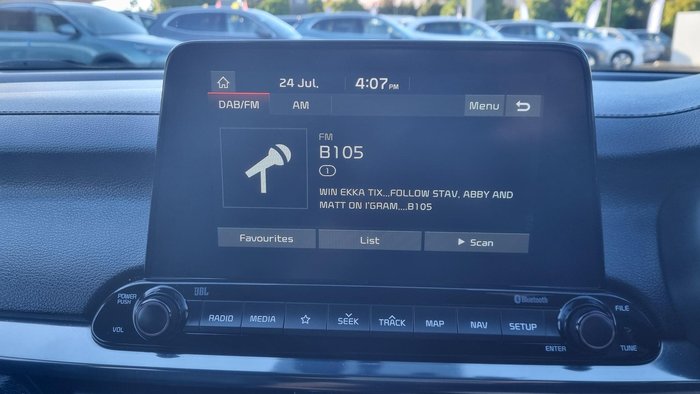 24 Jul. 4:07 PM
DAB/FM AM Menu
FM
B105
1
WIN EKKA TIX...FOLLOW STAV, ABBY AND
MATT ON I'GRAM....B105
Favourites List Scan
JBL Bluetooth
POWER
PUSH
VOL
RADIO MEDIA SEEK TRACK MAP NAV SETUP
FILE
ENTER TUNE